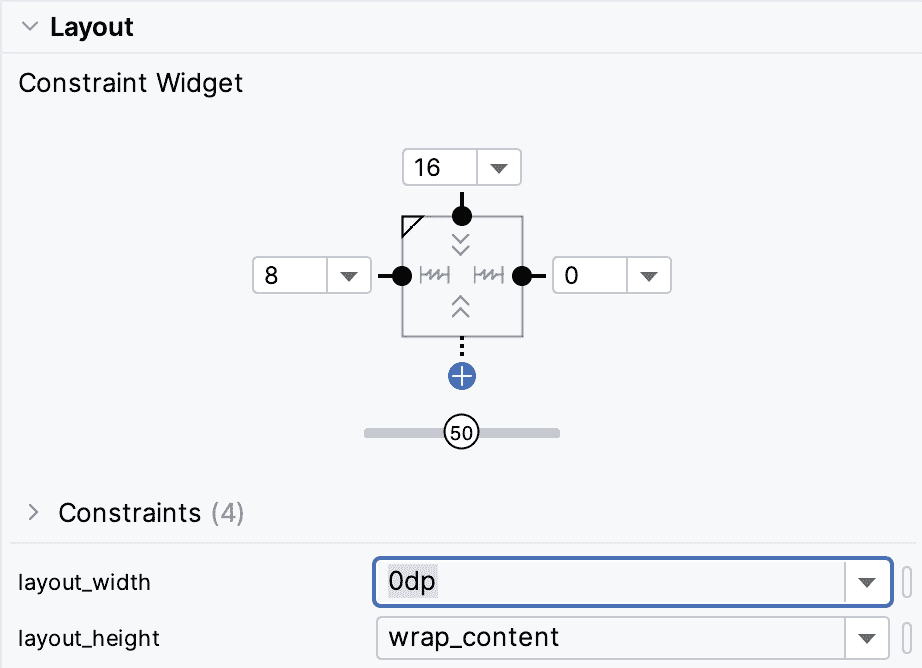 Layout
Constraint Widget
16
8
0
50
Constraints (4)
layout_width
0dp
layout_height
wrap_content